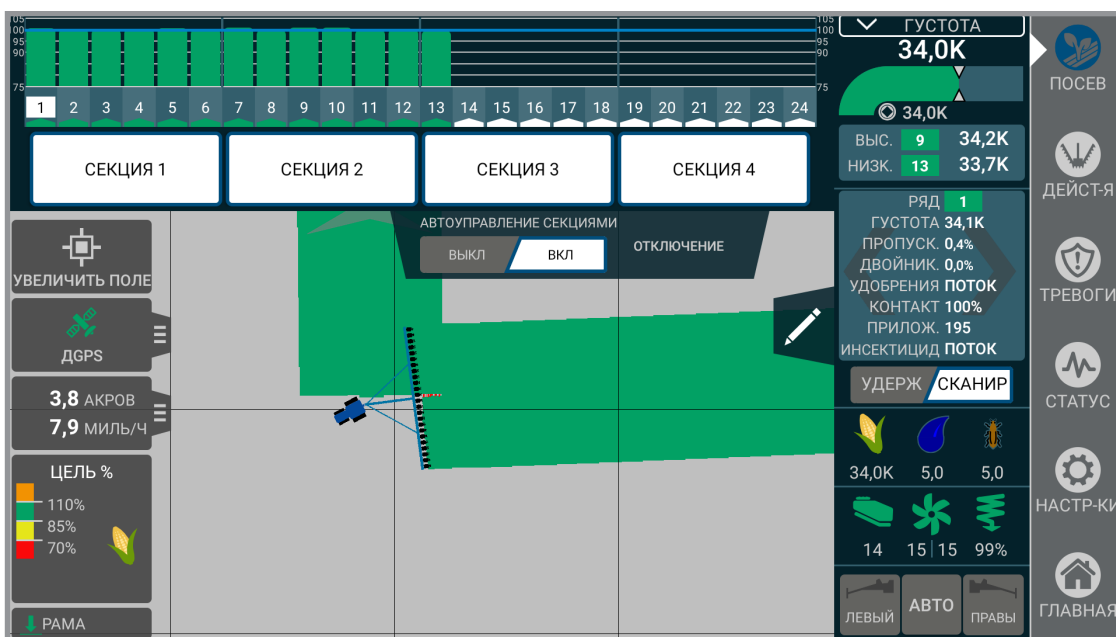 105
100
95
90
75
105
100
95
90
75
1 2 3 4 5 6 7 8 9 10 11 12 13 14 15 16 17 18 19 20 21 22 23 24
СЕКЦИЯ 1
СЕКЦИЯ 2
СЕКЦИЯ 3
СЕКЦИЯ 4
АВТОУПРАВЛЕНИЕ СЕКЦИЯМИ
ВЫКЛ
ВКЛ
ОТКЛЮЧЕНИЕ
УВЕЛИЧИТЬ ПОЛЕ
ДGPS
3,8 АКРОВ
7,9 МИЛЬ/Ч
ЦЕЛЬ %
110%
85%
70%
РАМА
ГУСТОТА
34,0K
34,0K
ВЫС. 9 34,2K
НИЗК. 13 33,7K
РЯД 1
ГУСТОТА 34,1K
ПРОПУСК. 0,4%
ДВОЙНИК. 0,0%
УДОБРЕНИЯ ПОТОК
КОНТАКТ 100%
ПРИЛОЖ. 195
ИНСЕКТИЦИД ПОТОК
УДЕРЖ СКАНИР
34,0K 5,0 5,0
14 15 15 99%
ЛЕВЫЙ
АВТО
ПРАВЫ
ПОСЕВ
ДЕЙСТ-Я
ТРЕВОГИ
СТАТУС
НАСТР-КИ
ГЛАВНАЯ